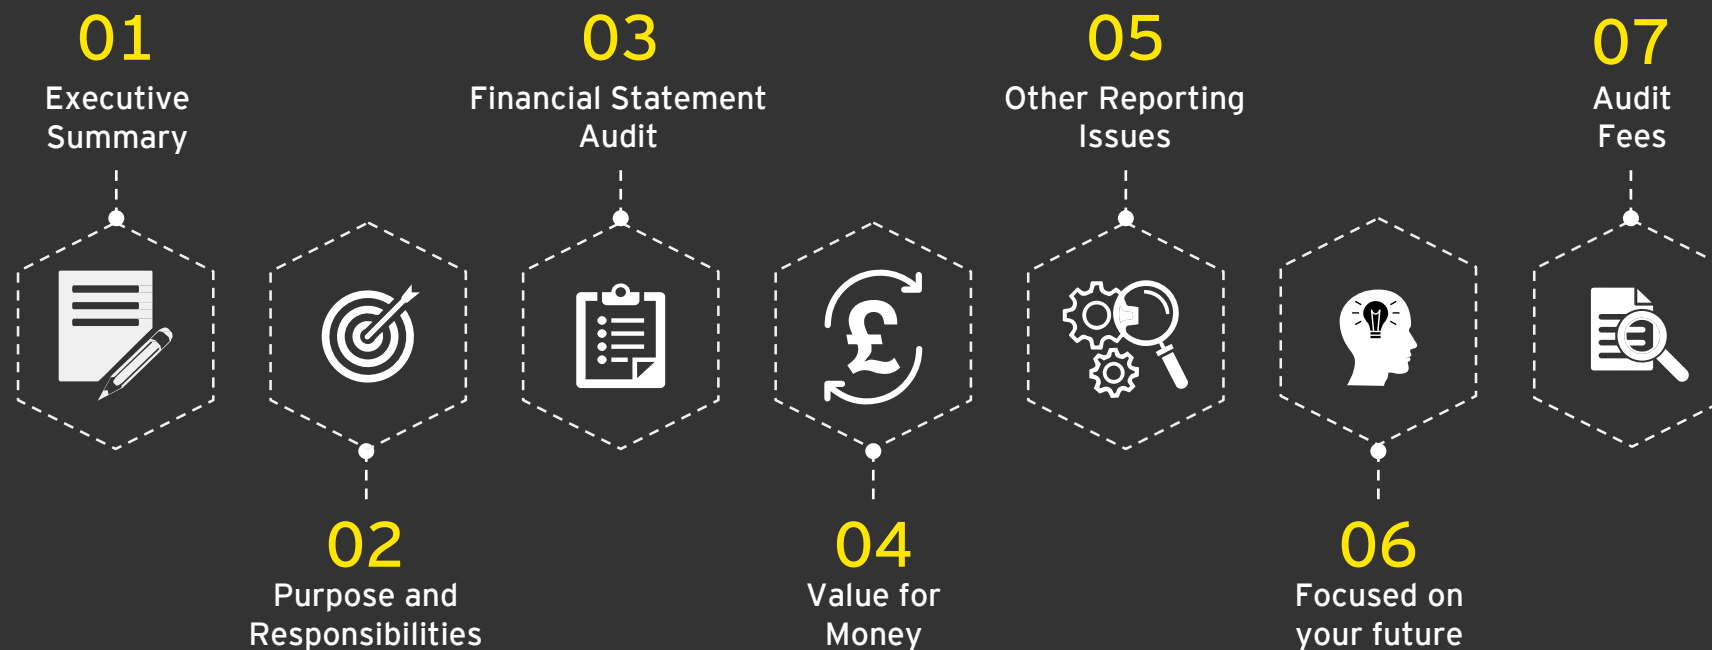 01
Executive
Summary
02
Purpose and
Responsibilities
03
Financial Statement
Audit
04
Value for
Money
05
Other Reporting
Issues
06
Focused on
your future
07
Audit
Fees
£